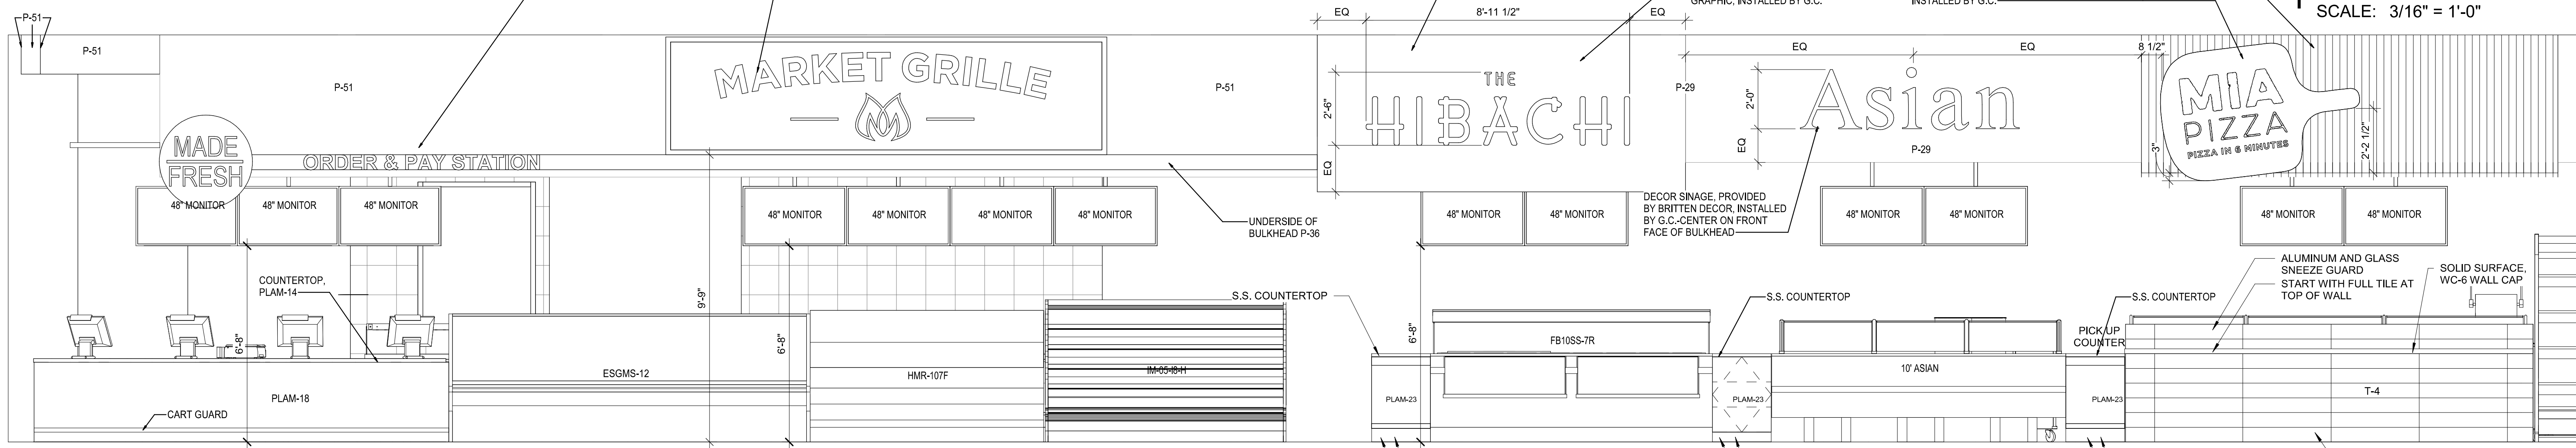 GRAPHIC, INSTALLED BY G.C.
INSTALLED BY G.C.
SCALE: 3/16" = 1'-0"
P-51
P-51
P-51
MARKET GRILLE
P-51
EQ
8'-11 1/2"
EQ
2'-6"
EQ
THE
HIBACHI
P-29
EQ
EQ
8 1/2"
2'-0"
EQ
Asian
P-29
MIA
PIZZA
PIZZA IN 6 MINUTES
3"
2'-2 1/2"
MADE
FRESH
ORDER & PAY STATION
48" MONITOR
48" MONITOR
48" MONITOR
48" MONITOR
48" MONITOR
48" MONITOR
48" MONITOR
UNDERSIDE OF
BULKHEAD P-36
48" MONITOR
48" MONITOR
DECOR SINAGE, PROVIDED
BY BRITTEN DECOR, INSTALLED
BY G.C.-CENTER ON FRONT
FACE OF BULKHEAD
48" MONITOR
48" MONITOR
48" MONITOR
48" MONITOR
COUNTERTOP,
PLAM-14
6'-8"
9'-9"
6'-8"
6'-8"
S.S. COUNTERTOP
S.S. COUNTERTOP
S.S. COUNTERTOP
ALUMINUM AND GLASS
SNEEZE GUARD
START WITH FULL TILE AT
TOP OF WALL
SOLID SURFACE,
WC-6 WALL CAP
PICK UP
COUNTER
PLAM-18
CART GUARD
ESGMS-12
HMR-107F
IM-05-I8-H
PLAM-23
FB10SS-7R
PLAM-23
10' ASIAN
PLAM-23
T-4